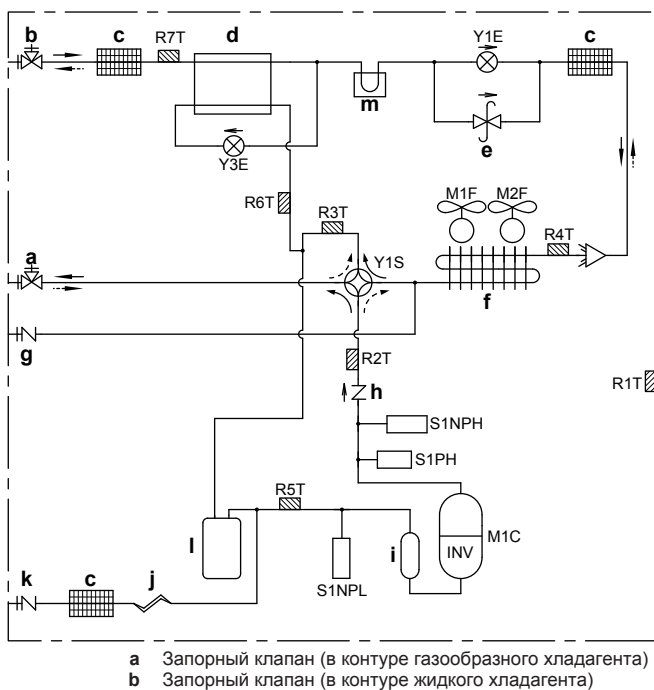 b
c
R7T
d
Y1E
c
m
e
Y3E
M1F
M2F
R6T
R3T
R4T
a
Y1S
f
g
R2T
R1T
h
S1NPH
S1PH
R5T
l
i
INV
M1C
k
c
j
S1NPL
a Запорный клапан (в контуре газообразного хладагента)
b Запорный клапан (в контуре жидкого хладагента)